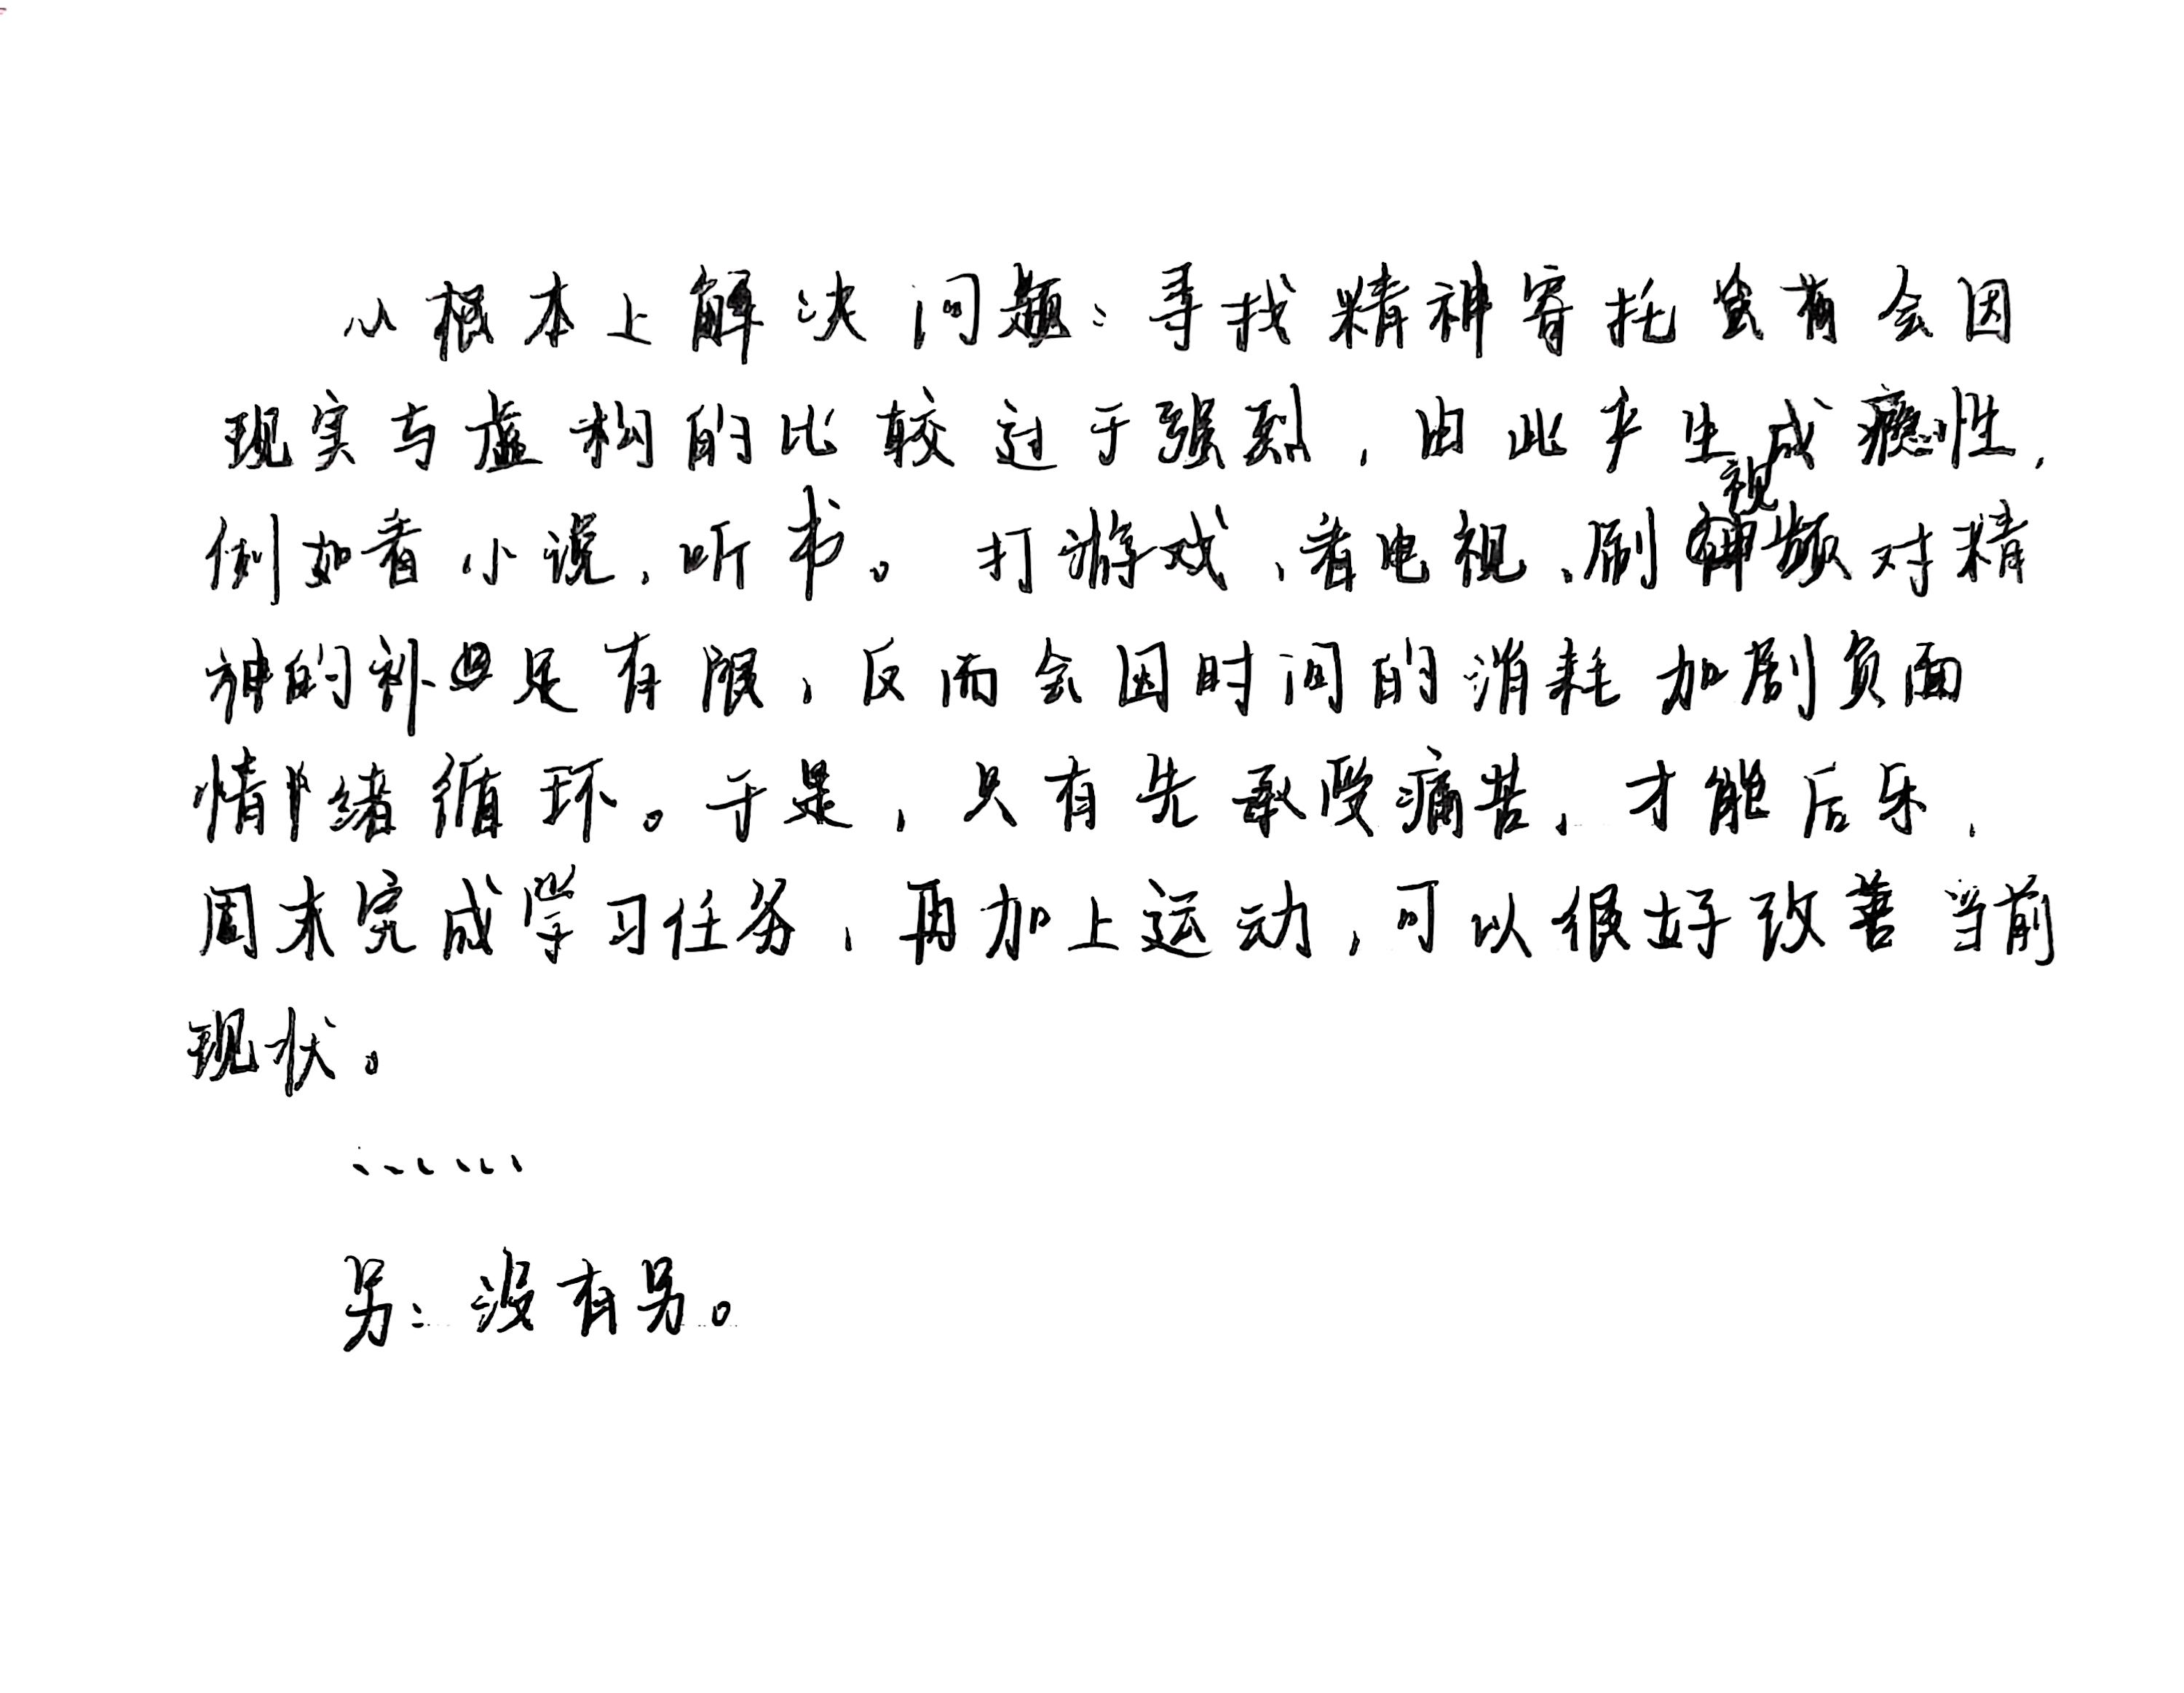 从根本上解决问题:寻找精神寄托会有会因
现实与虚构的比较过于强烈,由此产生成瘾性,
例如看小说,听书。打游戏、看电视、刷视频对精
神的补但是有限,反而会因时间的消耗加剧负面
情绪循环。于是,只有先承受痛苦,才能后乐,
周末完成学习任务,再加上运动,可以很好改善当前
现状。
……
另:没有另。